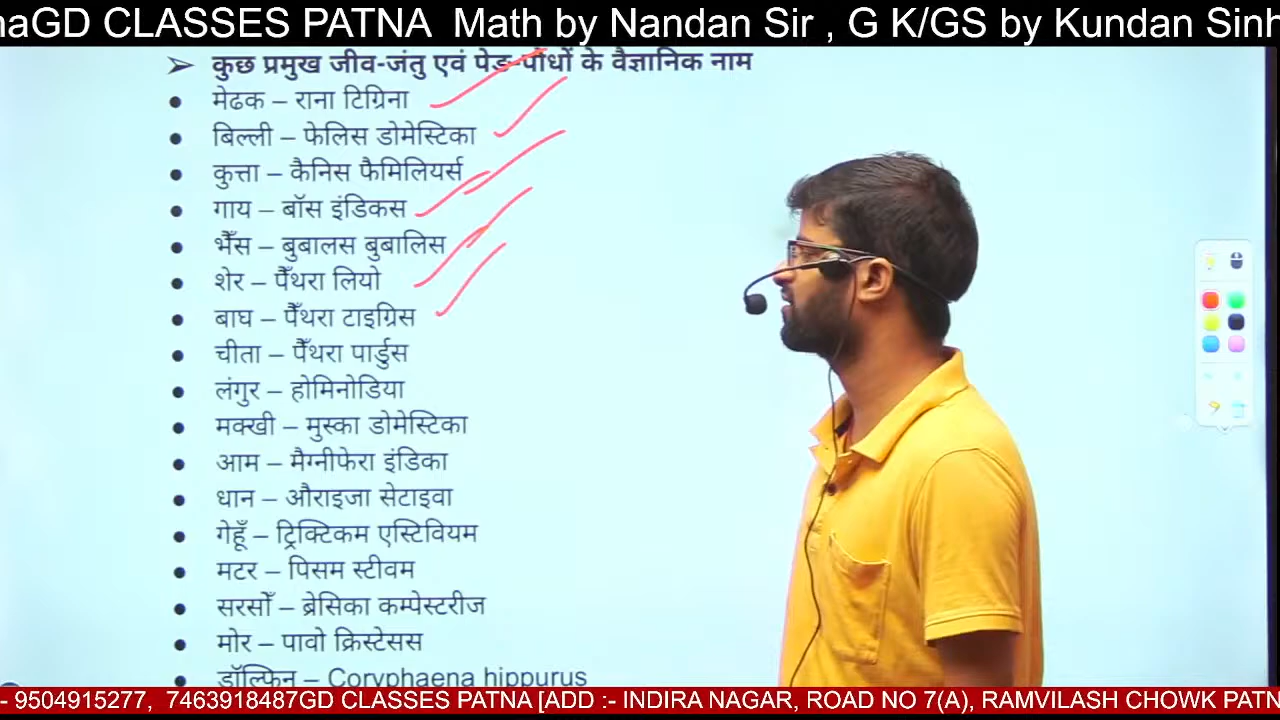 naGD CLASSES PATNA Math by Nandan Sir , G K/GS by Kundan Sinh
➢ कुछ प्रमुख जीव-जंतु एवं पेड़-पौधों के वैज्ञानिक नाम
• मेढक – राना टिग्रिना
• बिल्ली – फेलिस डोमेस्टिका
• कुत्ता – कैनिस फैमिलियर्स
• गाय – बॉस इंडिकस
• भैँस – बुबालस बुबालिस
• शेर – पैँथरा लियो
• बाघ – पैँथरा टाइग्रिस
• चीता – पैँथरा पार्डुस
• लंगुर – होमिनोडिया
• मक्खी – मुस्का डोमेस्टिका
• आम – मैग्नीफेरा इंडिका
• धान – औराइजा सेटाइवा
• गेहूँ – ट्रिक्टिकम एस्टिवियम
• मटर – पिसम स्टीवम
• सरसोँ – ब्रेसिका कम्पेस्टरीज
• मोर – पावो क्रिस्टेसस
• डॉल्फिन – Coryphaena hippurus
- 9504915277, 7463918487GD CLASSES PATNA [ADD :- INDIRA NAGAR, ROAD NO 7(A), RAMVILASH CHOWK PATN